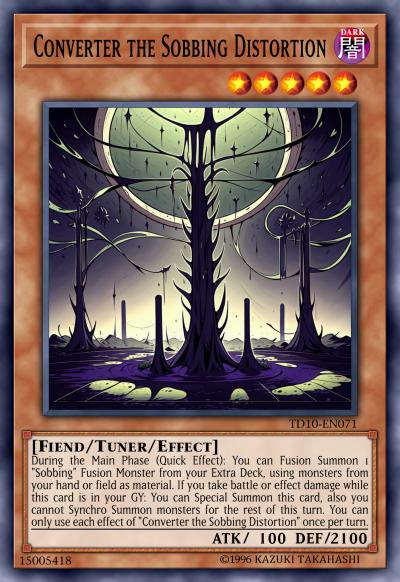 CONVERTER THE SOBBING DISTORTION
DARK
闇
TD10-EN071
[FIEND/TUNER/EFFECT]
During the Main Phase (Quick Effect): You can Fusion Summon 1
"Sobbing" Fusion Monster from your Extra Deck, using monsters from
your hand or field as material. If you take battle or effect damage while
this card is in your GY: You can Special Summon this card, also you
cannot Synchro Summon monsters for the rest of this turn. You can
only use each effect of "Converter the Sobbing Distortion" once per turn.
ATK/ 100 DEF/2100
15005418
©1996 KAZUKI TAKAHASHI